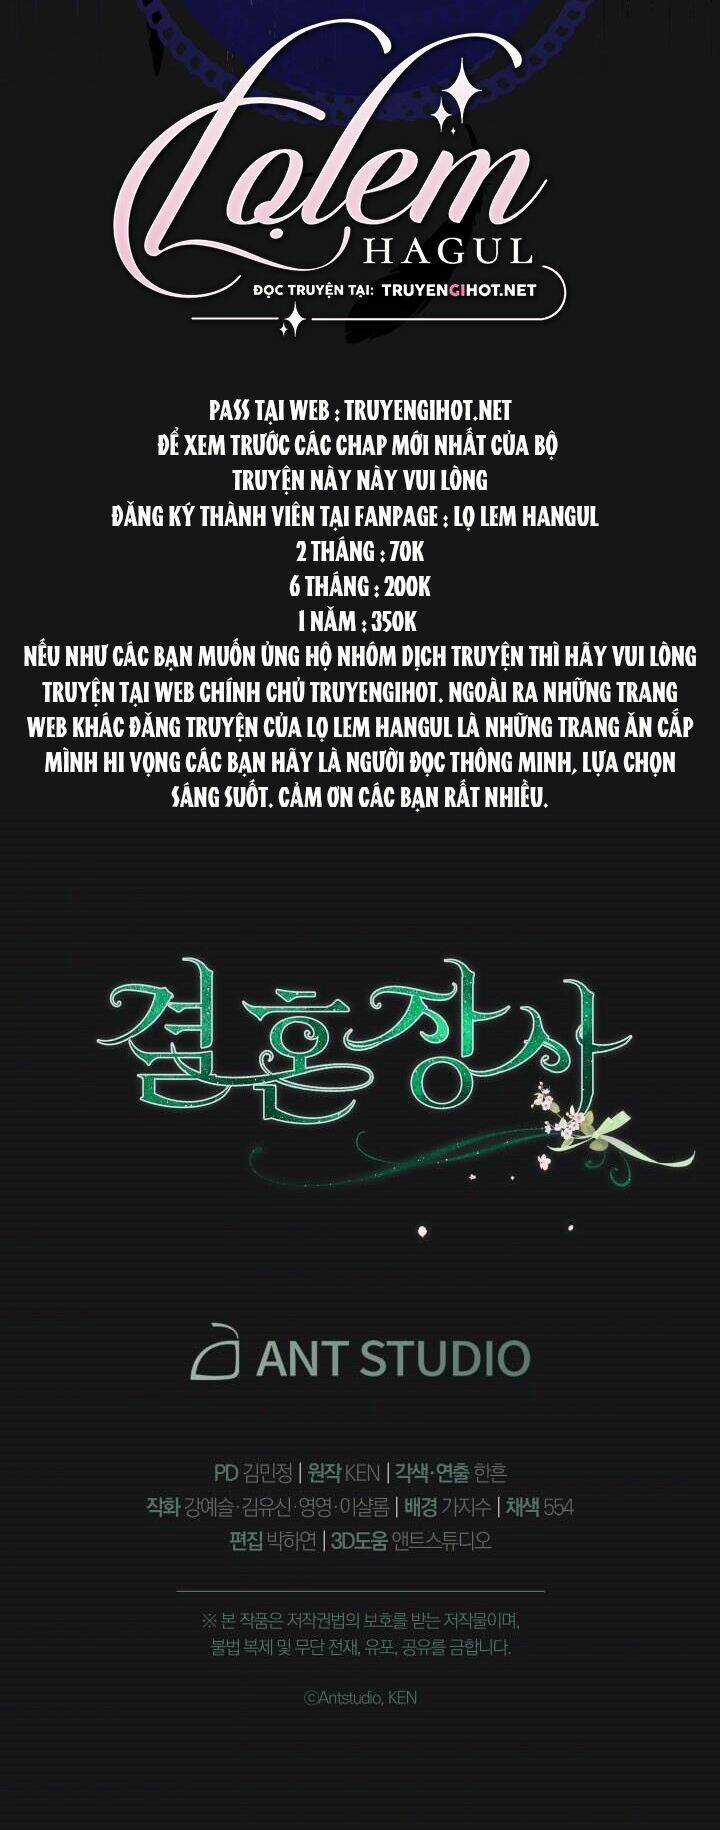 Lọlem
HAGUL
ĐỌC TRUYỆN TẠI: TRUYENGIHOT.NET
PASS TẠI WEB : TRUYENGIHOT.NET
ĐỂ XEM TRƯỚC CÁC CHAP MỚI NHẤT CỦA BỘ
TRUYỆN NÀY NÀY VUI LÒNG
ĐĂNG KÝ THÀNH VIÊN TẠI FANPAGE : LỌ LEM HANGUL
2 THÁNG : 70K
6 THÁNG : 200K
1 NĂM : 350K
NẾU NHƯ CÁC BẠN MUỐN ỦNG HỘ NHÓM DỊCH TRUYỆN THÌ HÃY VUI LÒNG
TRUYỆN TẠI WEB CHÍNH CHỦ TRUYENGIHOT. NGOÀI RA NHỮNG TRANG
WEB KHÁC ĐĂNG TRUYỆN CỦA LỌ LEM HANGUL LÀ NHỮNG TRANG ĂN CẮP
MÌNH HI VỌNG CÁC BẠN HÃY LÀ NGƯỜI ĐỌC THÔNG MINH, LỰA CHỌN
SÁNG SUỐT. CẢM ƠN CÁC BẠN RẤT NHIỀU.
결혼장사
ANT STUDIO
PD 김민정 | 원작 KEN | 각색·연출 한흔
작화 강예슬·김유신·영영·이샬롬 | 배경 가지수 | 채색 554
편집 박하연 | 3D도움 앤트스튜디오
※ 본 작품은 저작권법의 보호를 받는 저작물이며,
불법 복제 및 무단 전재, 유포, 공유를 금합니다.
ⓒAntstudio, KEN